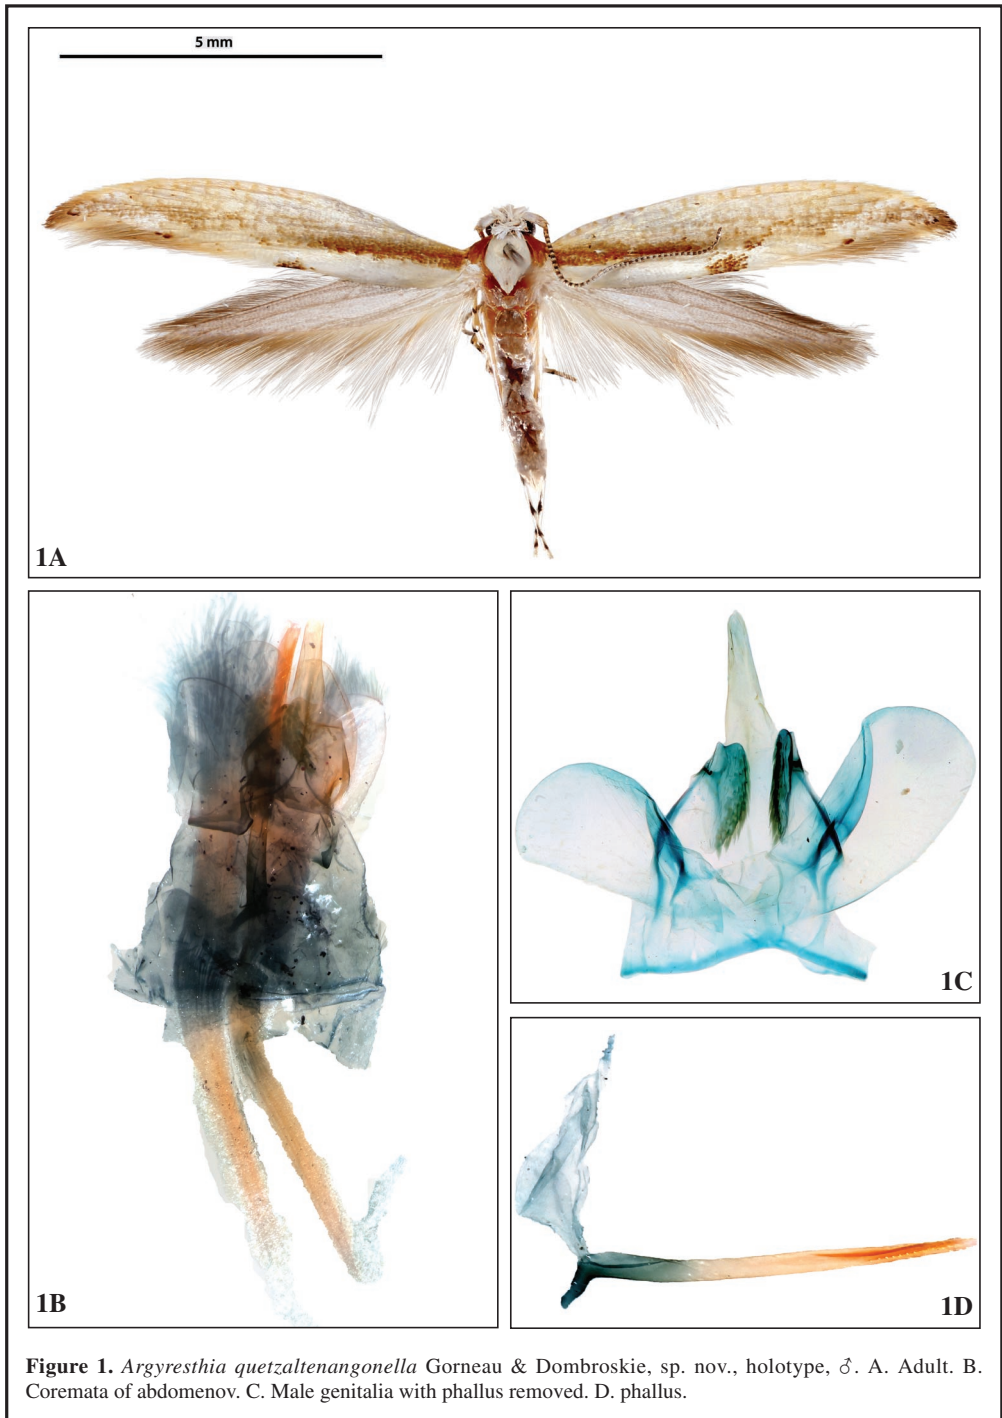 5 mm
1A
1B
1C
1D
Figure 1. Argyresthia quetzaltenangonella Gorneau & Dombroskie, sp. nov., holotype, ♂. A. Adult. B.
Coremata of abdomenov. C. Male genitalia with phallus removed. D. phallus.